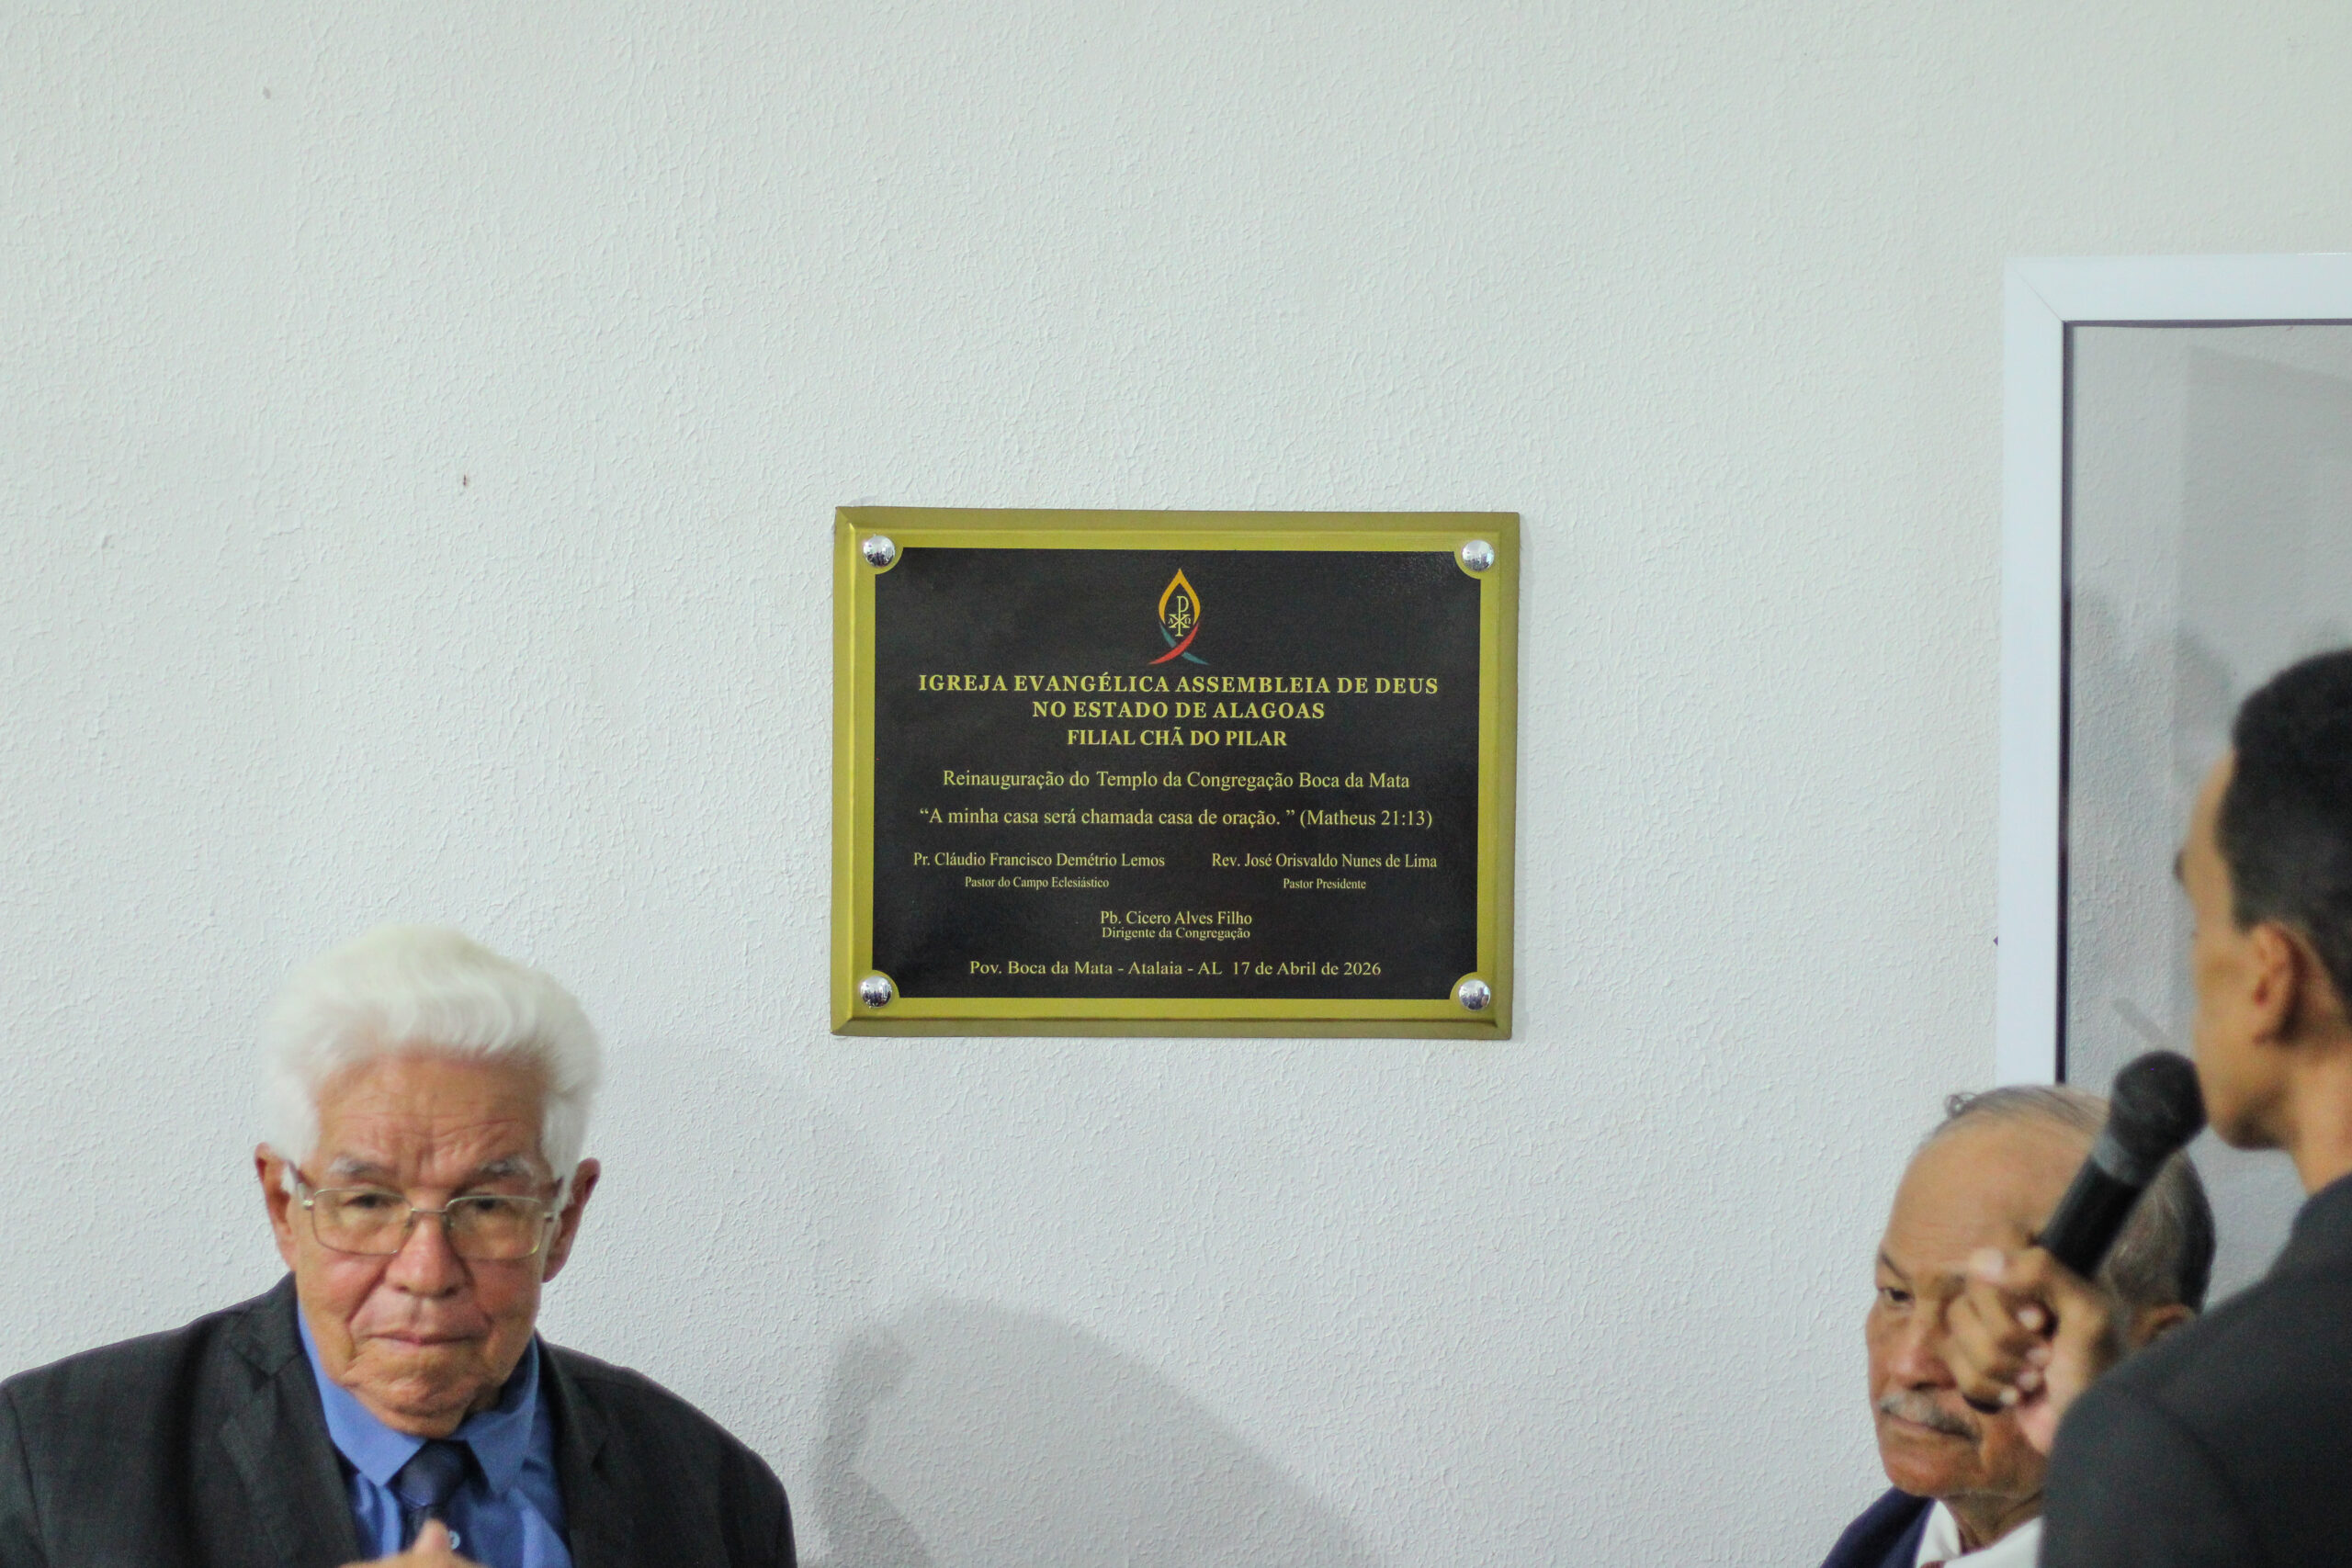 IGREJA EVANGÉLICA ASSEMBLEIA DE DEUS
NO ESTADO DE ALAGOAS
FILIAL CHÃ DO PILAR
Reinauguração do Templo da Congregação Boca da Mata
“A minha casa será chamada casa de oração. ” (Matheus 21:13)
Pr. Cláudio Francisco Demétrio Lemos
Pastor do Campo Eclesiástico
Rev. José Orisvaldo Nunes de Lima
Pastor Presidente
Pb. Cicero Alves Filho
Dirigente da Congregação
Pov. Boca da Mata - Atalaia - AL 17 de Abril de 2026